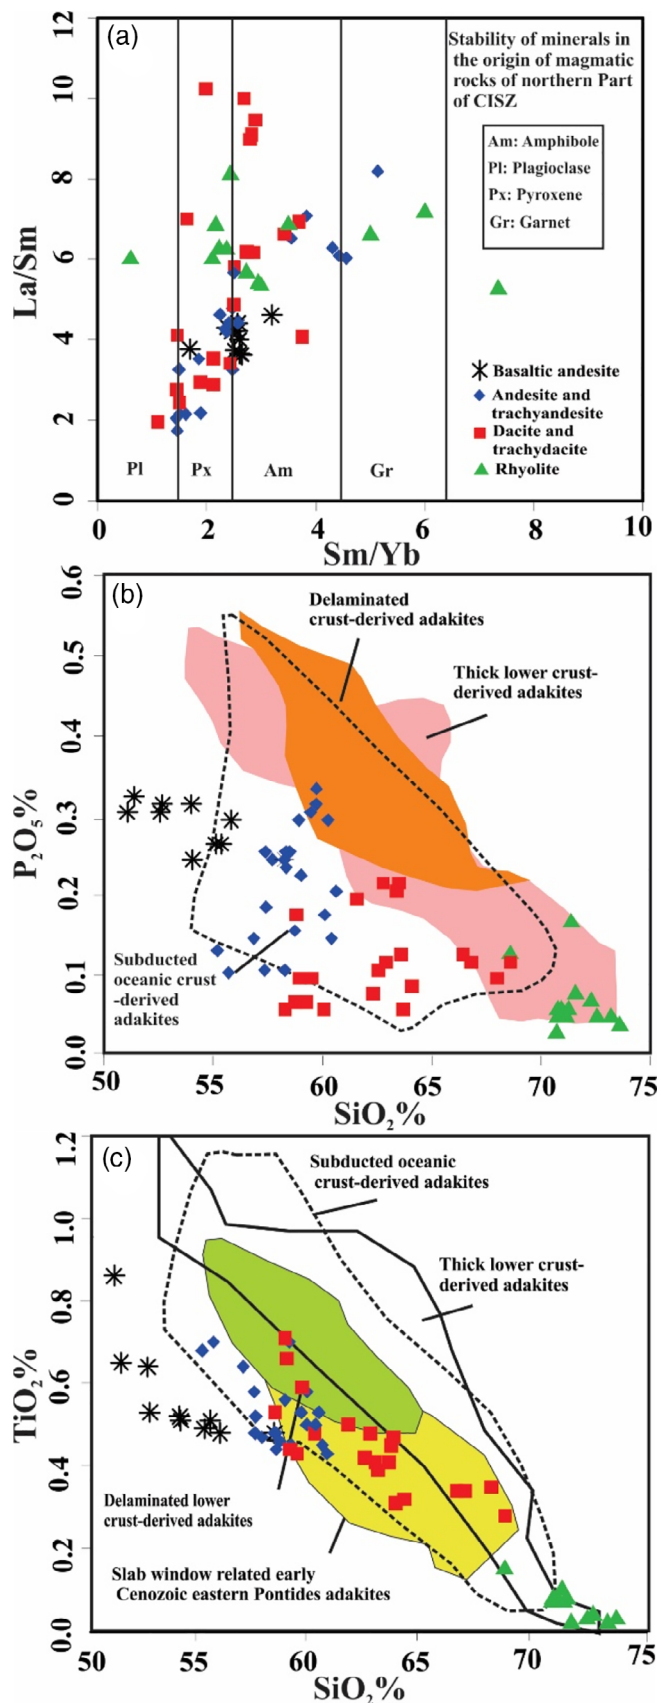 (a)
Stability of minerals in
the origin of magmatic
rocks of northern Part
of CISZ
Am: Amphibole
Pl: Plagioclase
Px: Pyroxene
Gr: Garnet
12
10
8
6
4
2
0
La/Sm
Basaltic andesite
Andesite and
trachyandesite
Dacite and
trachydacite
Rhyolite
Pl
Px
Am
Gr
0
2
4
6
8
10
Sm/Yb
(b)
Delaminated
crust-derived adakites
Thick lower crust-
derived adakites
0.6
0.5
0.4
0.3
0.2
0.1
0.0
P2O5%
Subducted
oceanic crust
-derived
adakites
50
55
60
65
70
75
SiO2%
(c)
Subducted oceanic
crust-derived adakites
Thick lower crust-
derived adakites
1.2
1.0
0.8
0.6
0.4
0.2
0.0
TiO2%
Delaminated lower
crust-derived adakites
Slab window related early
Cenozoic eastern Pontides adakites
50
55
60
65
70
75
SiO2%